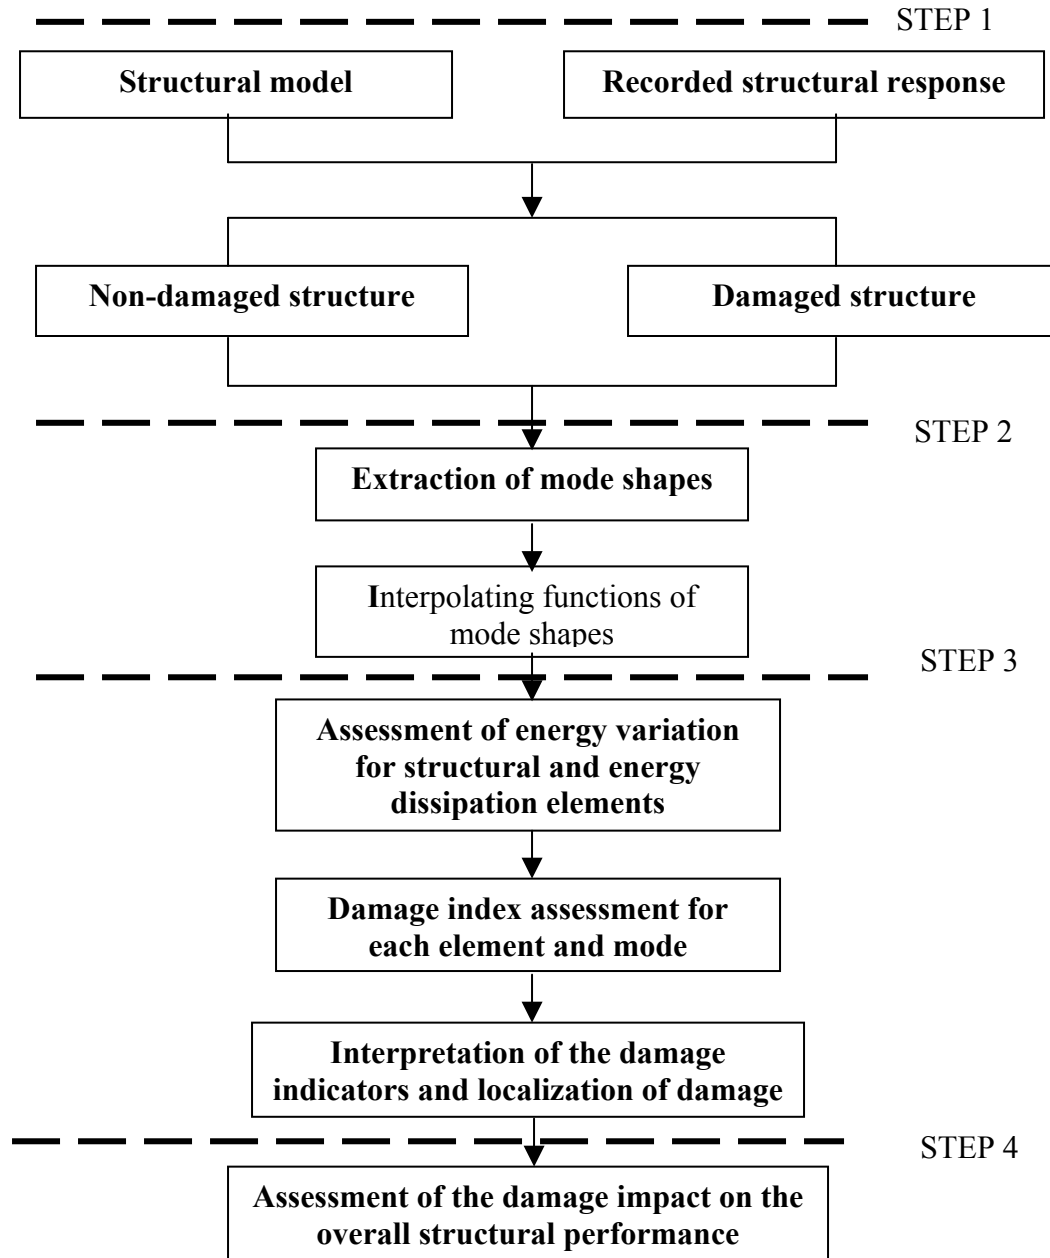 STEP 1
Structural model
Recorded structural response
Non-damaged structure
Damaged structure
STEP 2
Extraction of mode shapes
Interpolating functions of
mode shapes
STEP 3
Assessment of energy variation
for structural and energy
dissipation elements
Damage index assessment for
each element and mode
Interpretation of the damage
indicators and localization of damage
STEP 4
Assessment of the damage impact on the
overall structural performance